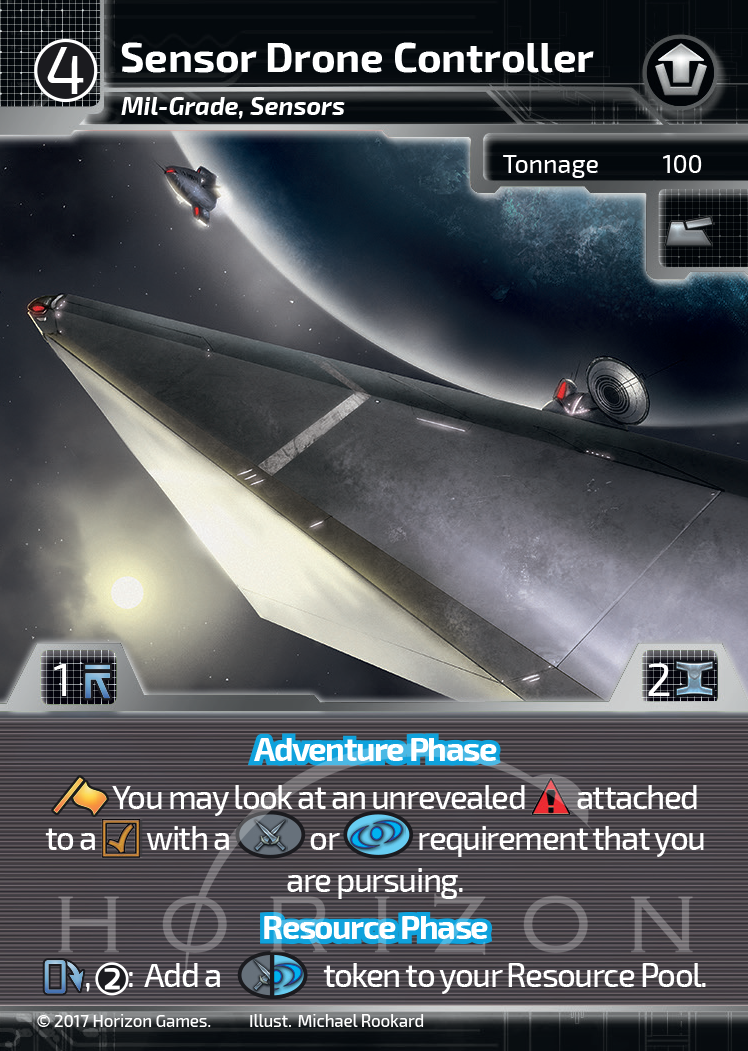 4 Sensor Drone Controller
Mil-Grade, Sensors
Tonnage 100
1 2
Adventure Phase
You may look at an unrevealed attached
to a with a or requirement that you
are pursuing.
HORIZON
Resource Phase
, 2: Add a token to your Resource Pool.
© 2017 Horizon Games. Illust. Michael Rookard